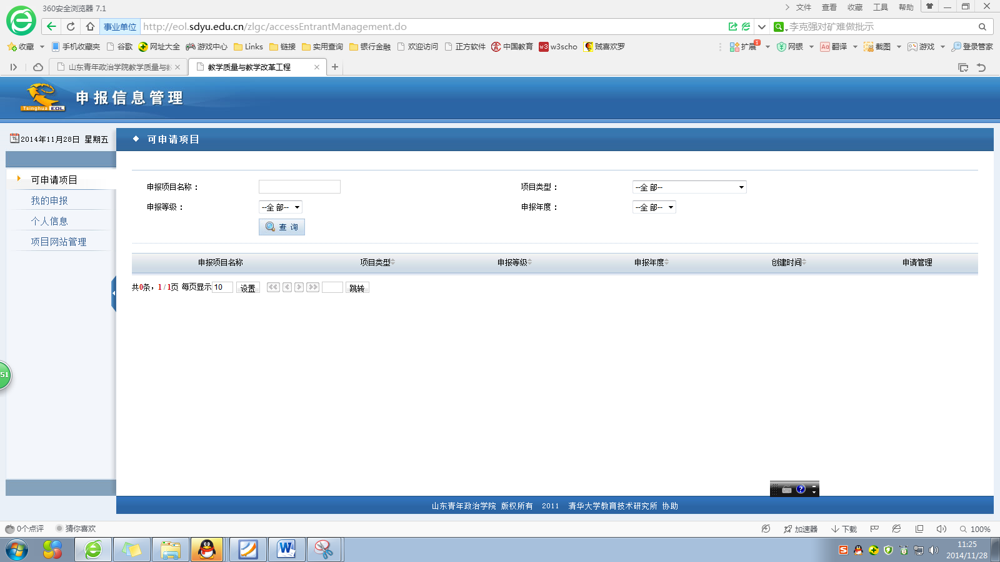 360安全浏览器 7.1
文件 查看 收藏 工具 帮助
事业单位 http://eol.sdyu.edu.cn/zlgc/accessEntrantManagement.do 李克强对矿难做批示
收藏 手机收藏夹 谷歌 网址大全 游戏中心 Links 链接 实用查询 银行金融 欢迎访问 正方软件 中国教育 w3 w3scho 贼喜欢罗 扩展 1 网银 Aa 翻译 截图 游戏 登录管家
山东青年政治学院教学质量与教 教学质量与教学改革工程
Tsinghua EOL 申报信息管理
15 2014年11月28日 星期五
可申请项目
可申请项目
我的申报
个人信息
项目网站管理
申报项目名称： 项目类型： --全 部--
申报等级： --全 部-- 申报年度： --全 部--
查 询
申报项目名称 项目类型 申报等级 申报年度 创建时间 申请管理
共0条，1 / 1页 每页显示 10 设置 跳转
51
山东青年政治学院 版权所有 2011 清华大学教育技术研究所 协助
0个点评 猜你喜欢 加速器 下载 100%
11:25
2014/11/28